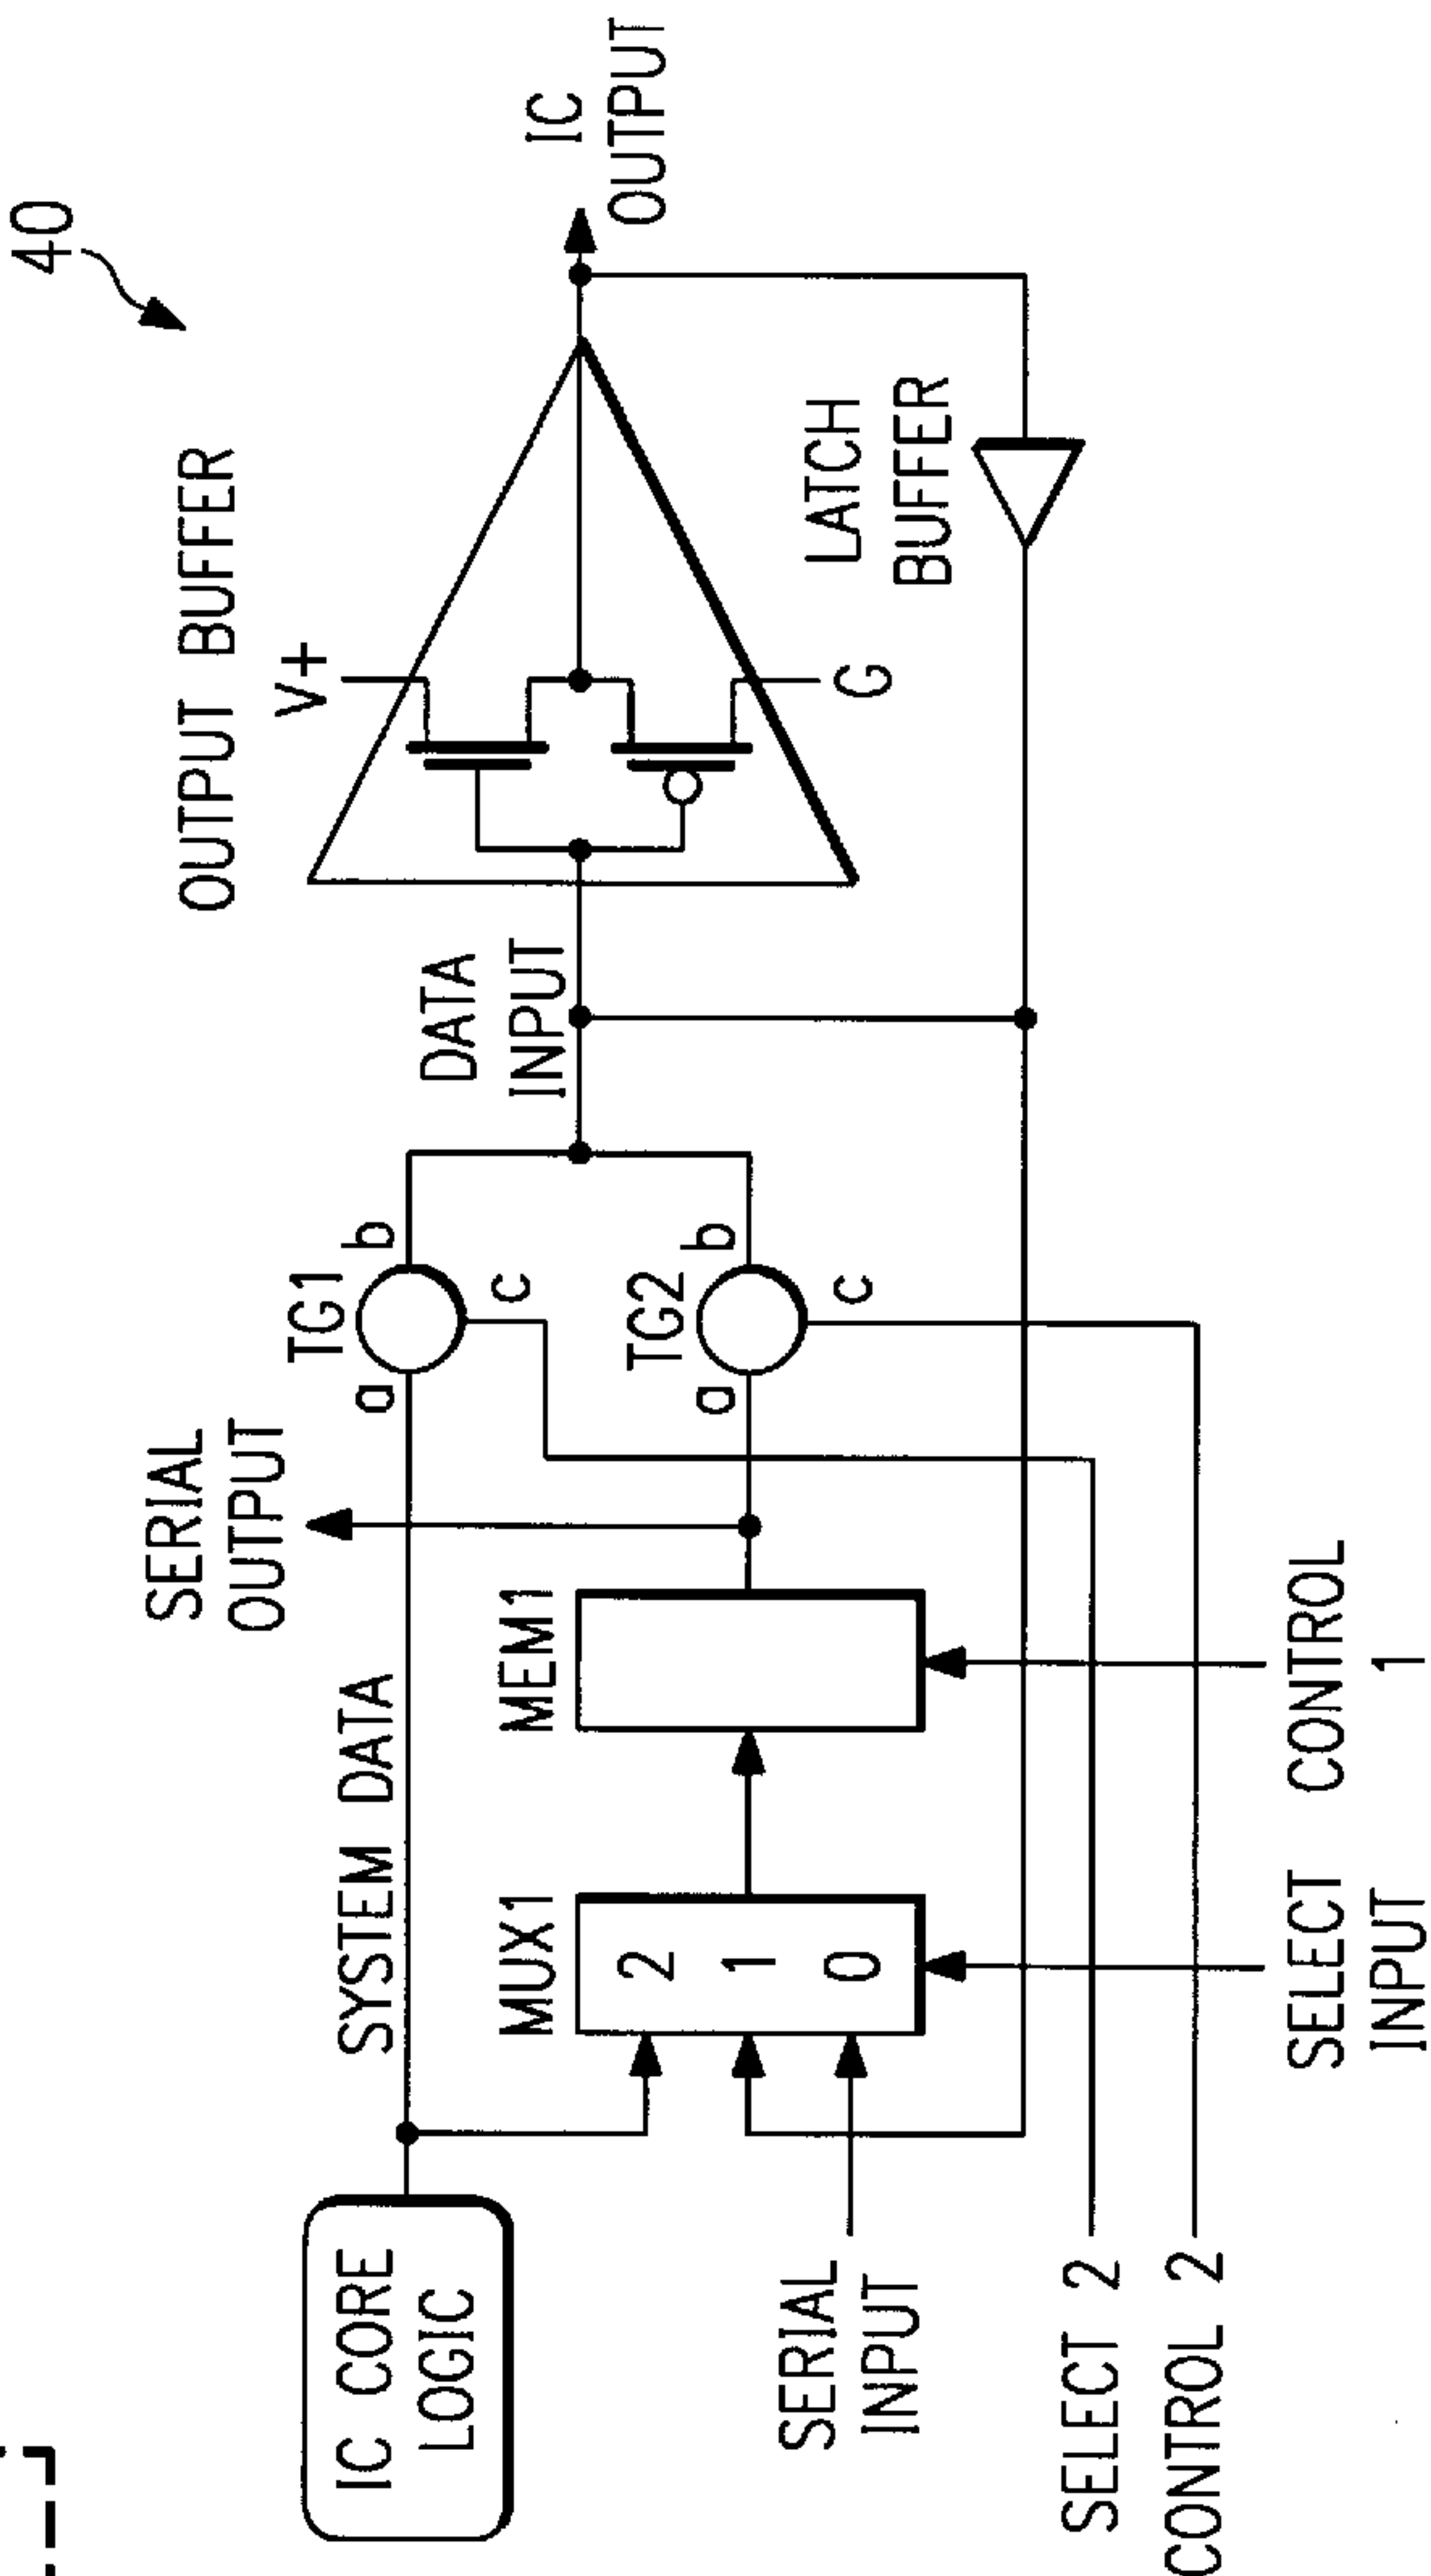 40
OUTPUT BUFFER
V+
IC
OUTPUT
DATA
INPUT
G
LATCH
BUFFER
SERIAL
OUTPUT
TG1
a
b
c
TG2
a
b
c
SYSTEM DATA
MEM1
MUX1
2
1
0
IC CORE
LOGIC
SERIAL
INPUT
SELECT 2
CONTROL 2
SELECT
INPUT
CONTROL
1